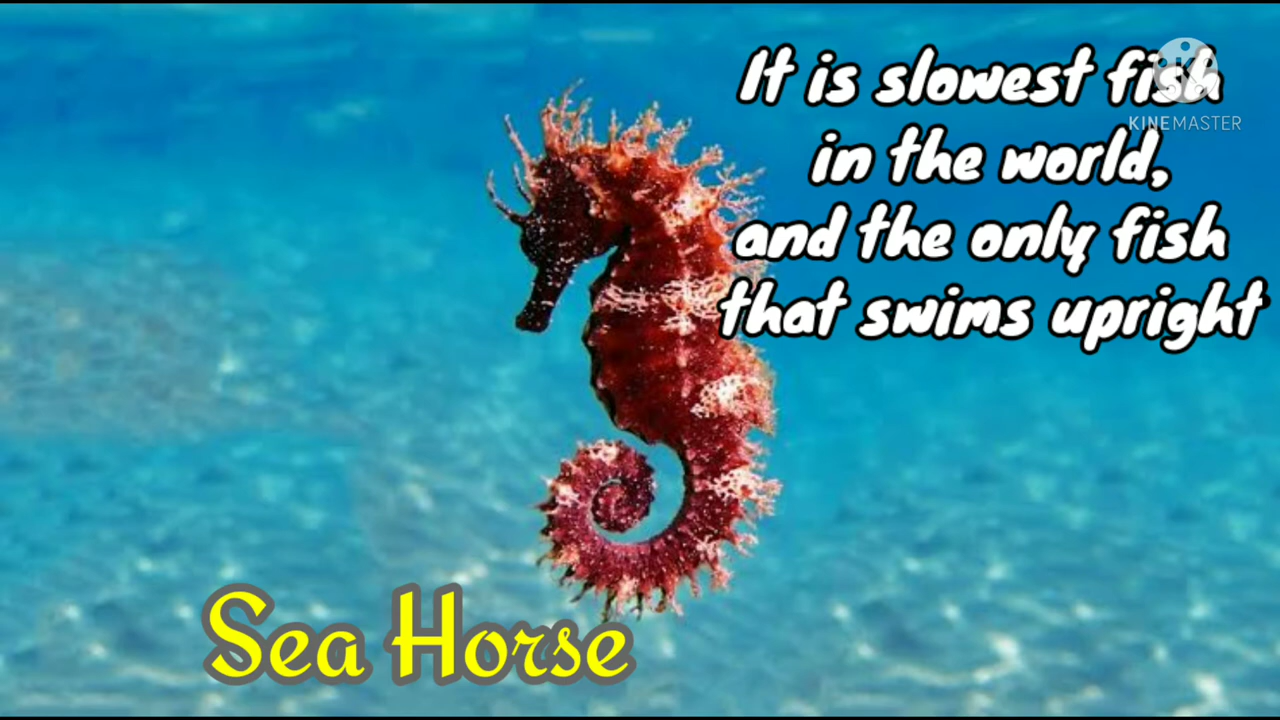 It is slowest fish
in the world,
and the only fish
that swims upright
KINEMASTER
Sea Horse